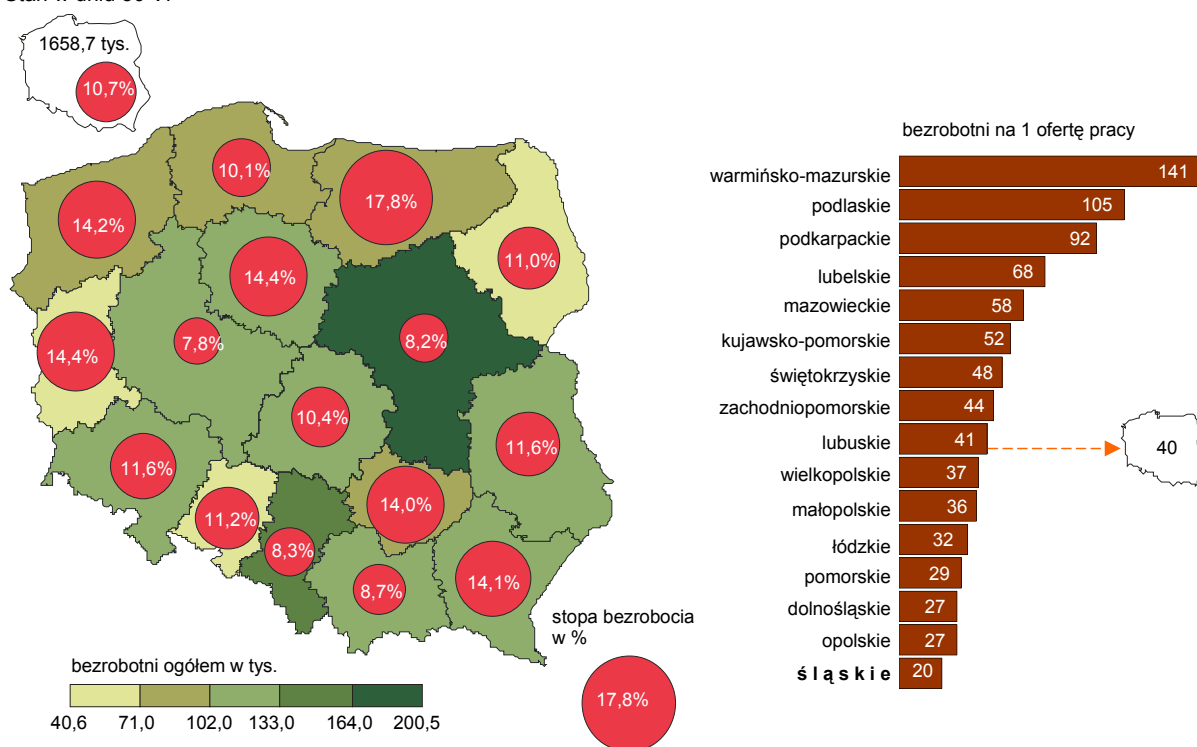 1658,7 tys.
10,7%
10,1%
17,8%
14,2%
11,0%
14,4%
8,2%
7,8%
14,4%
10,4%
11,6%
11,6%
14,0%
11,2%
8,3%
14,1%
8,7%
stopa bezrobocia
w %
17,8%
bezrobotni ogółem w tys.
40,6 71,0 102,0 133,0 164,0 200,5
bezrobotni na 1 ofertę pracy
warmińsko-mazurskie 141
podlaskie 105
podkarpackie 92
lubelskie 68
mazowieckie 58
kujawsko-pomorskie 52
świętokrzyskie 48
zachodniopomorskie 44
lubuskie 41 40
wielkopolskie 37
małopolskie 36
łódzkie 32
pomorskie 29
dolnośląskie 27
opolskie 27
śląskie 20